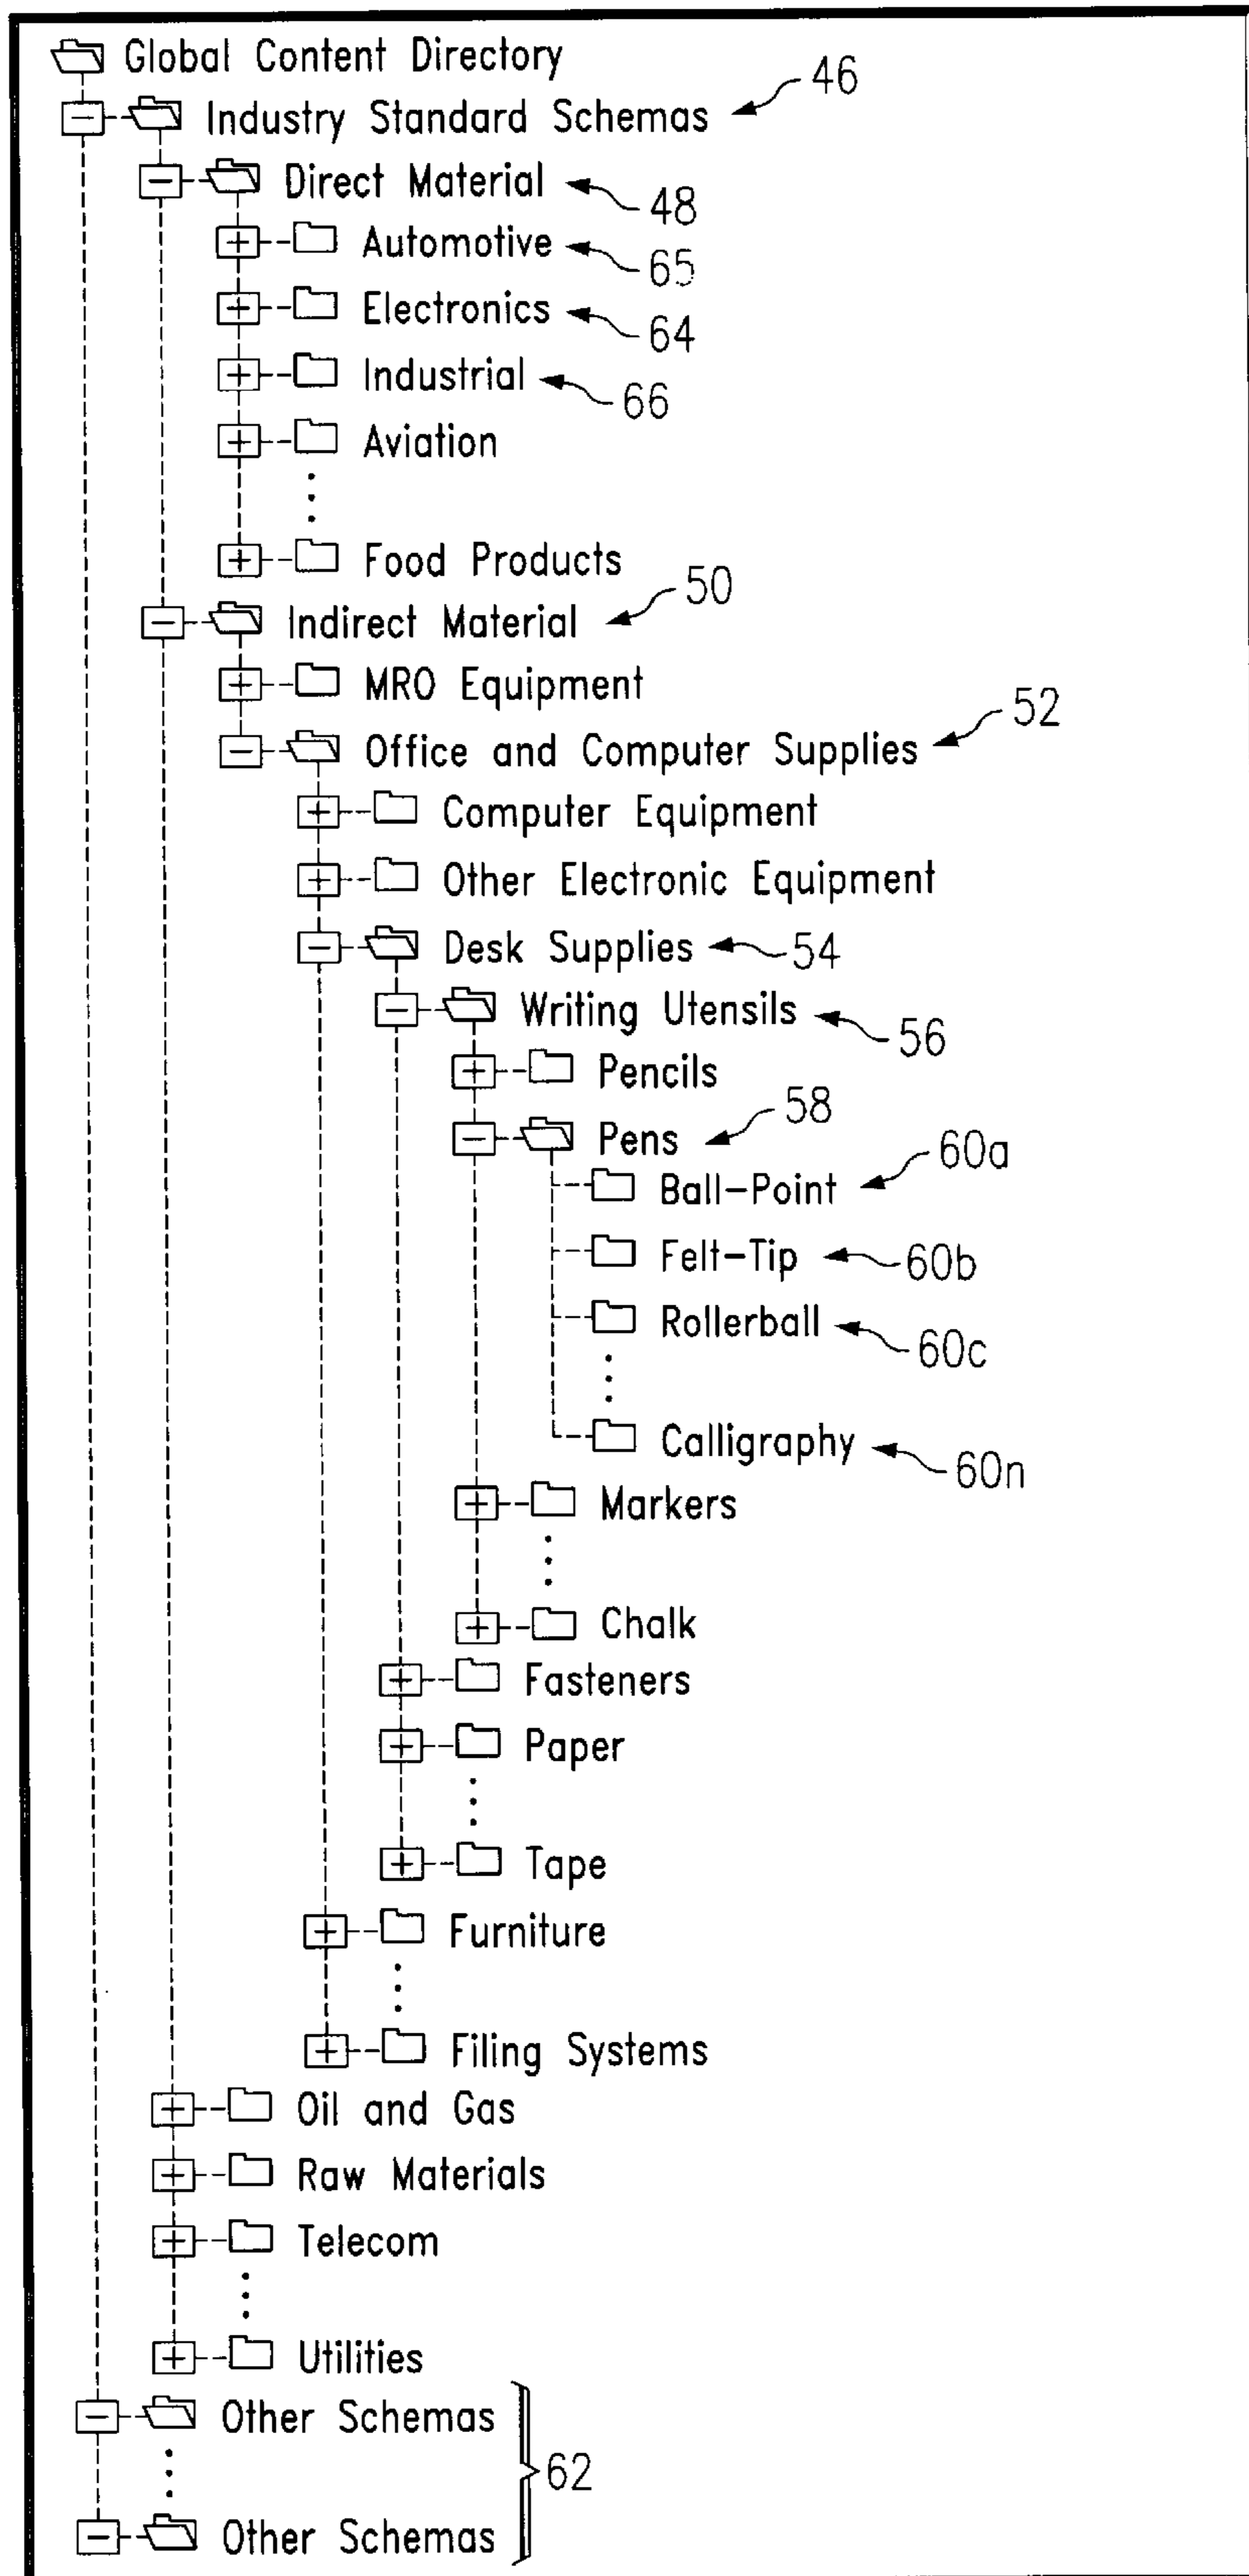 Global Content Directory
Industry Standard Schemas 46
Direct Material 48
Automotive 65
Electronics 64
Industrial 66
Aviation
Food Products
Indirect Material 50
MRO Equipment
Office and Computer Supplies 52
Computer Equipment
Other Electronic Equipment
Desk Supplies 54
Writing Utensils 56
Pencils
Pens 58
Ball-Point 60a
Felt-Tip 60b
Rollerball 60c
Calligraphy 60n
Markers
Chalk
Fasteners
Paper
Tape
Furniture
Filing Systems
Oil and Gas
Raw Materials
Telecom
Utilities
Other Schemas
62
Other Schemas